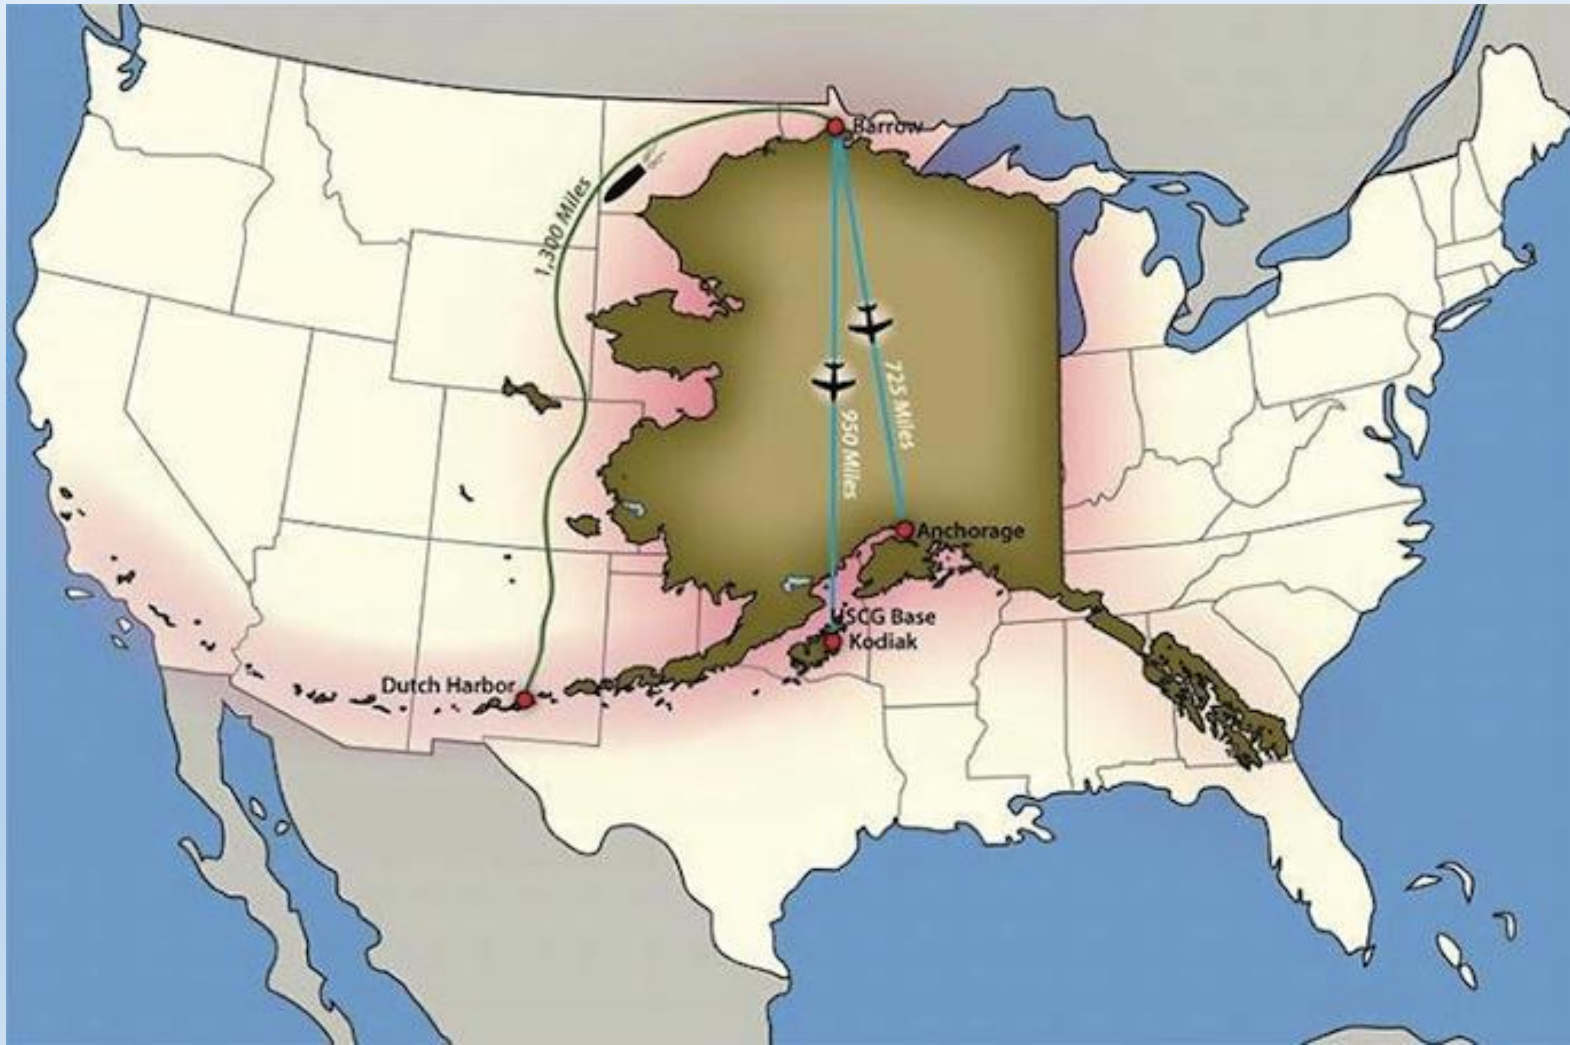 Barrow
1,300 Miles
725 Miles
950 Miles
Anchorage
USCG Base
Kodiak
Dutch Harbor